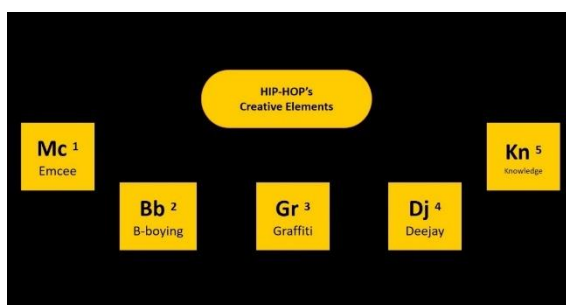 HIP-HOP's
Creative Elements
Mc 1
Emcee
Bb 2
B-boying
Gr 3
Graffiti
Dj 4
Deejay
Kn 5
Knowledge